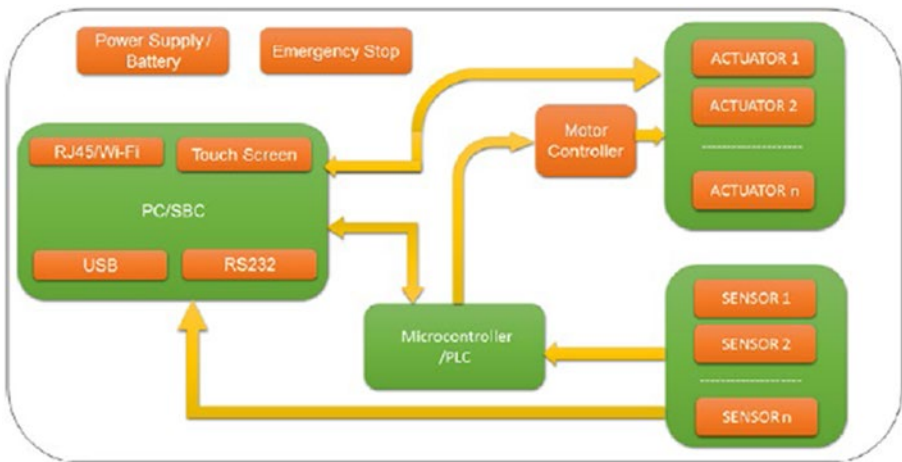 Power Supply/
Battery
Emergency Stop
ACTUATOR 1
ACTUATOR 2
ACTUATOR n
Motor
Controller
RJ45/Wi-Fi
Touch Screen
PC/SBC
USB
RS232
Microcontroller
/PLC
SENSOR 1
SENSOR 2
SENSOR n